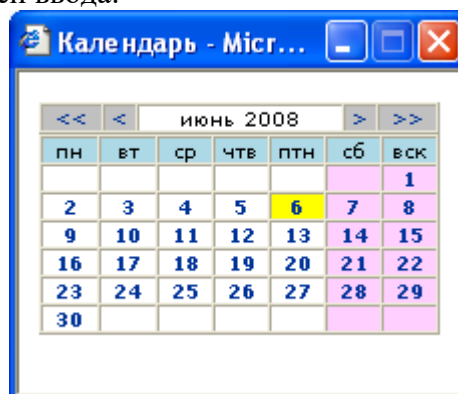 ей ввода.
Календарь - Micr...
<< < июнь 2008 > >>
пн вт ср чтв птн сб вск
1
2 3 4 5 6 7 8
9 10 11 12 13 14 15
16 17 18 19 20 21 22
23 24 25 26 27 28 29
30